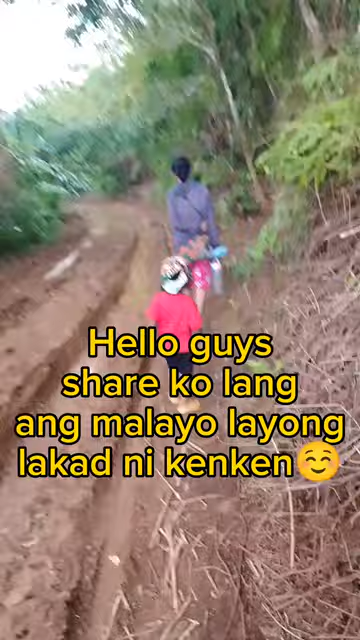 Hello guys
share ko lang
ang malayo layong
lakad ni kenken☺️